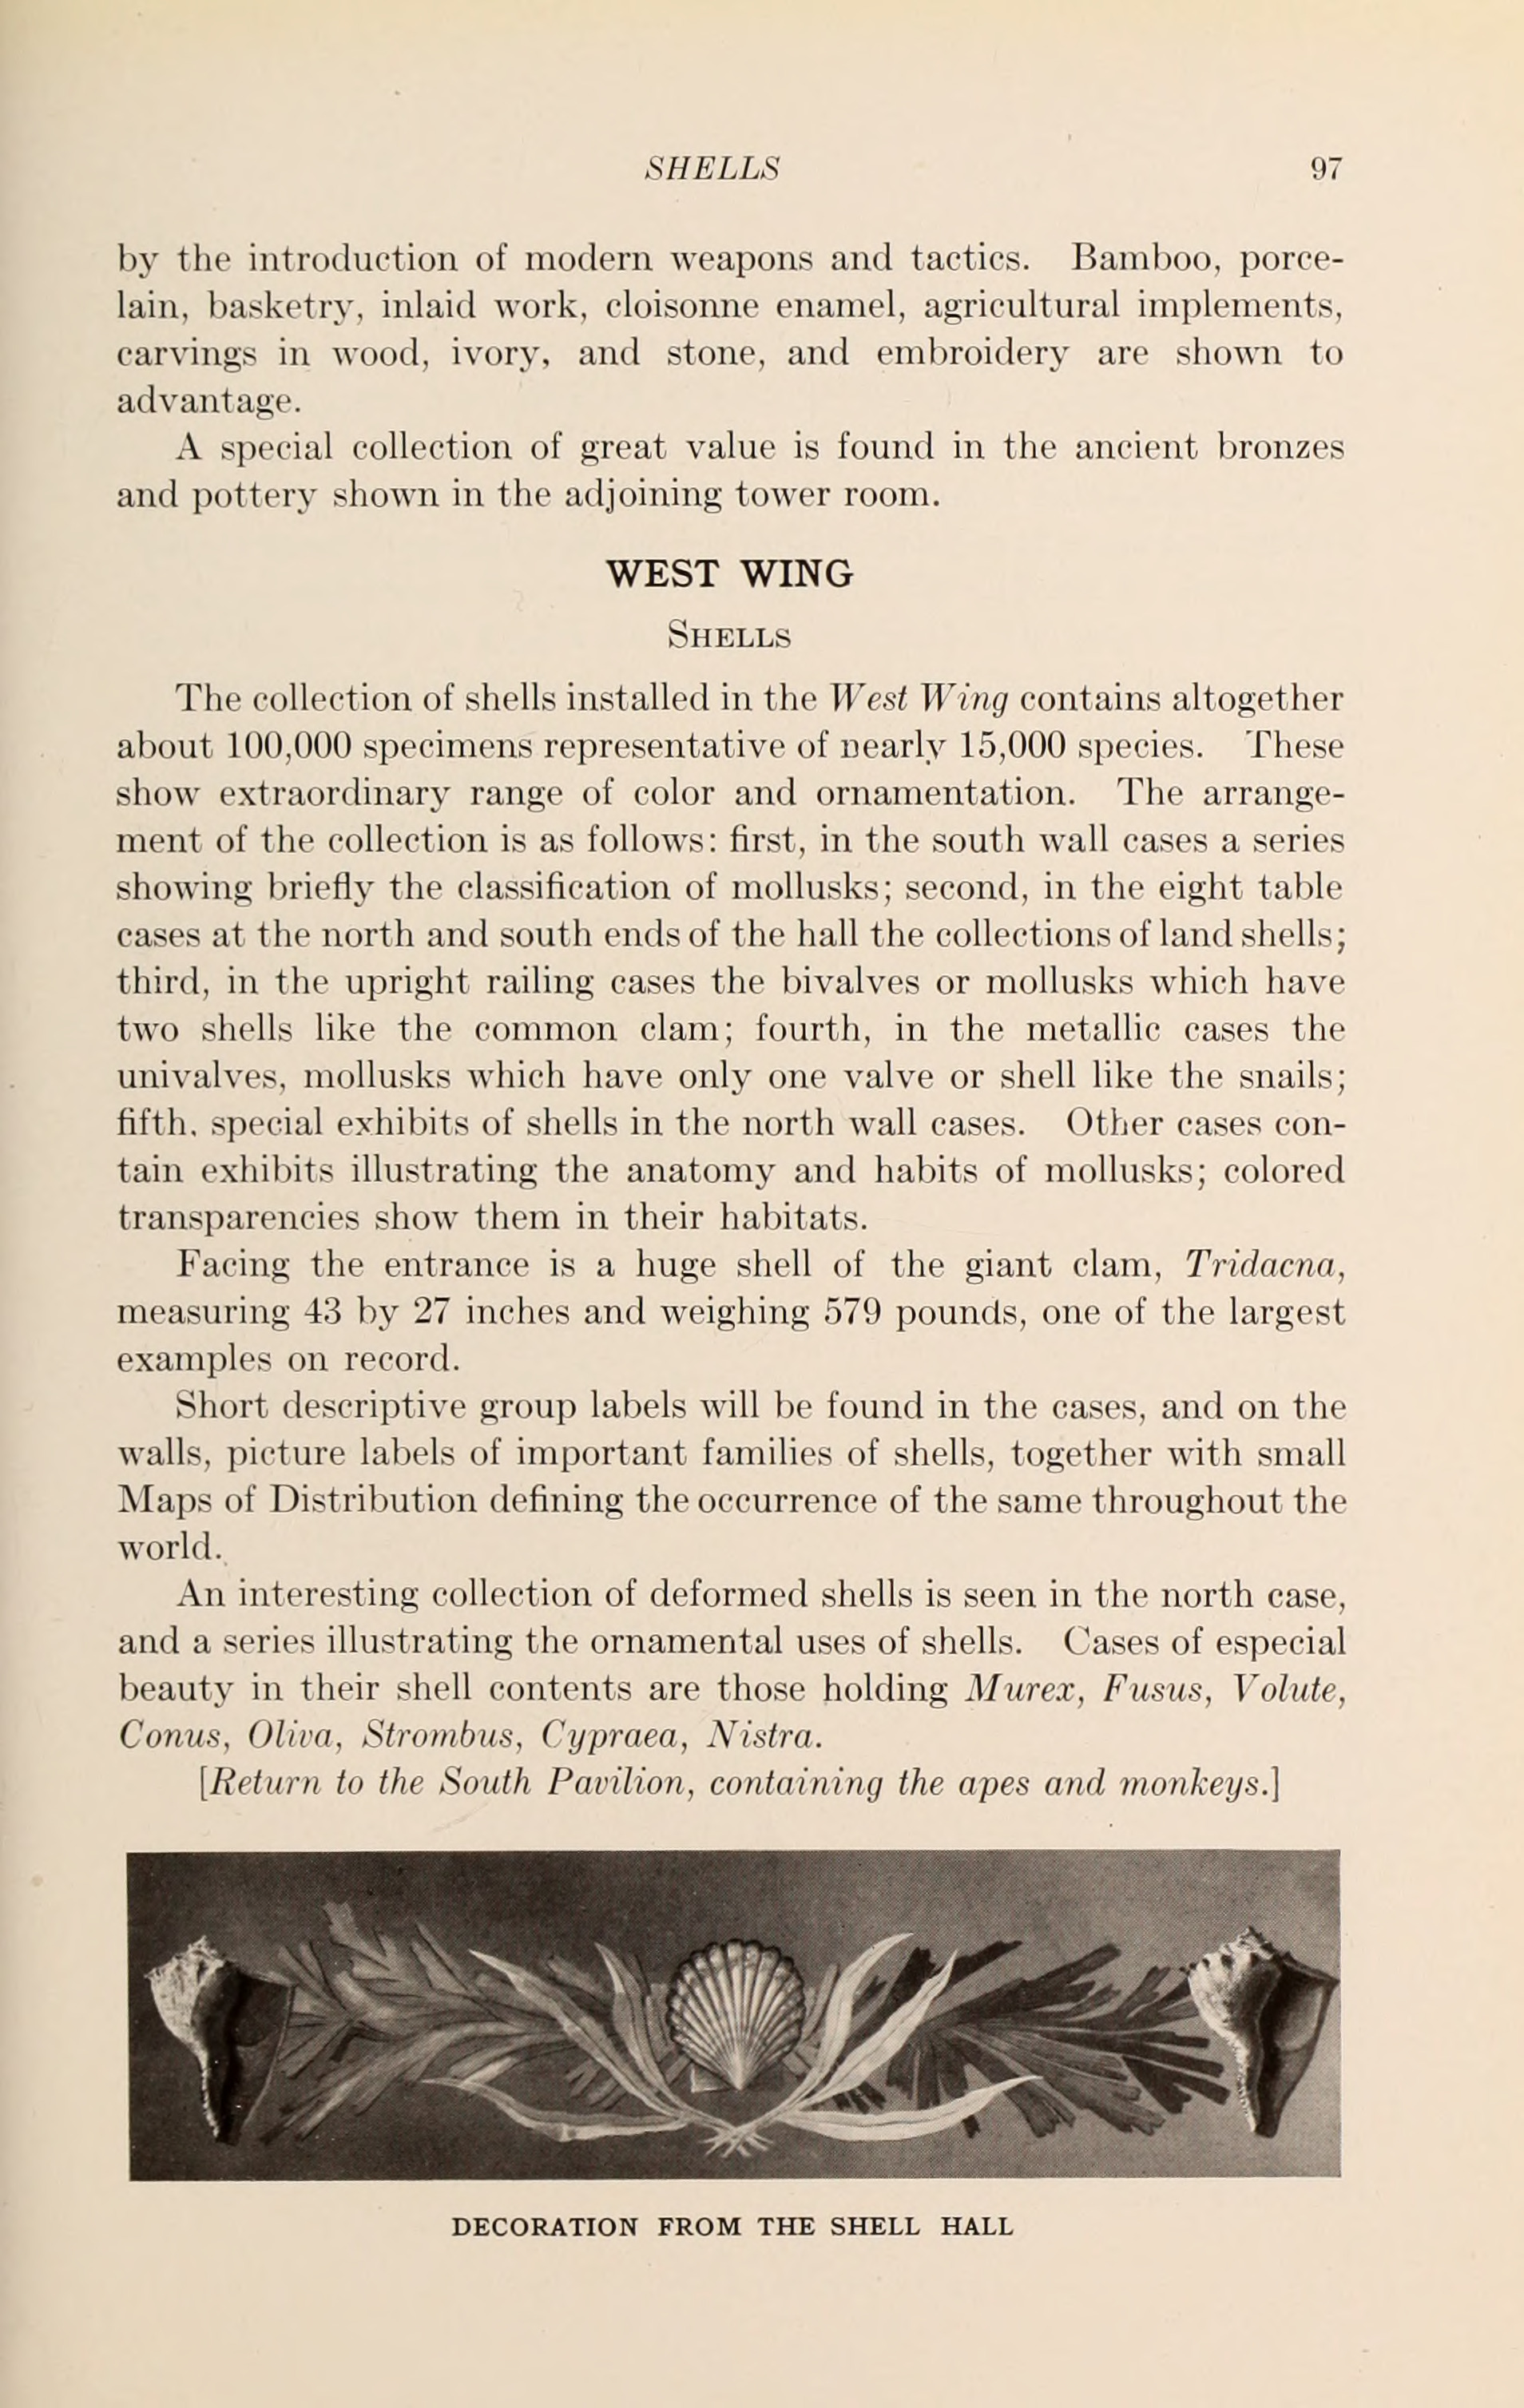 SHELLS 97
by the introduction of modern weapons and tactics. Bamboo, porce-
lain, basketry, inlaid work, cloisonne enamel, agricultural implements,
carvings in wood, ivory, and stone, and embroidery are shown to
advantage.
A special collection of great value is found in the ancient bronzes
and pottery shown in the adjoining tower room.
WEST WING
SHELLS
The collection of shells installed in the West Wing contains altogether
about 100,000 specimens representative of nearly 15,000 species. These
show extraordinary range of color and ornamentation. The arrange-
ment of the collection is as follows: first, in the south wall cases a series
showing briefly the classification of mollusks; second, in the eight table
cases at the north and south ends of the hall the collections of land shells;
third, in the upright railing cases the bivalves or mollusks which have
two shells like the common clam; fourth, in the metallic cases the
univalves, mollusks which have only one valve or shell like the snails;
fifth, special exhibits of shells in the north wall cases. Other cases con-
tain exhibits illustrating the anatomy and habits of mollusks; colored
transparencies show them in their habitats.
Facing the entrance is a huge shell of the giant clam, Tridacna,
measuring 43 by 27 inches and weighing 579 pounds, one of the largest
examples on record.
Short descriptive group labels will be found in the cases, and on the
walls, picture labels of important families of shells, together with small
Maps of Distribution defining the occurrence of the same throughout the
world.
An interesting collection of deformed shells is seen in the north case,
and a series illustrating the ornamental uses of shells. Cases of especial
beauty in their shell contents are those holding Murex, Fusus, Volute,
Conus, Oliva, Strombus, Cypraea, Nistra.
[Return to the South Pavilion, containing the apes and monkeys.]
DECORATION FROM THE SHELL HALL